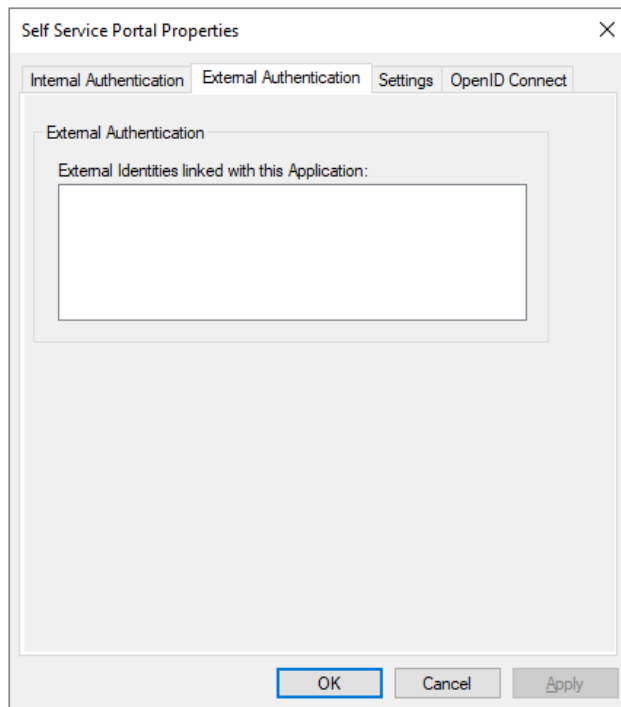 Self Service Portal Properties
Internal Authentication External Authentication Settings OpenID Connect
External Authentication
External Identities linked with this Application:
OK Cancel Apply